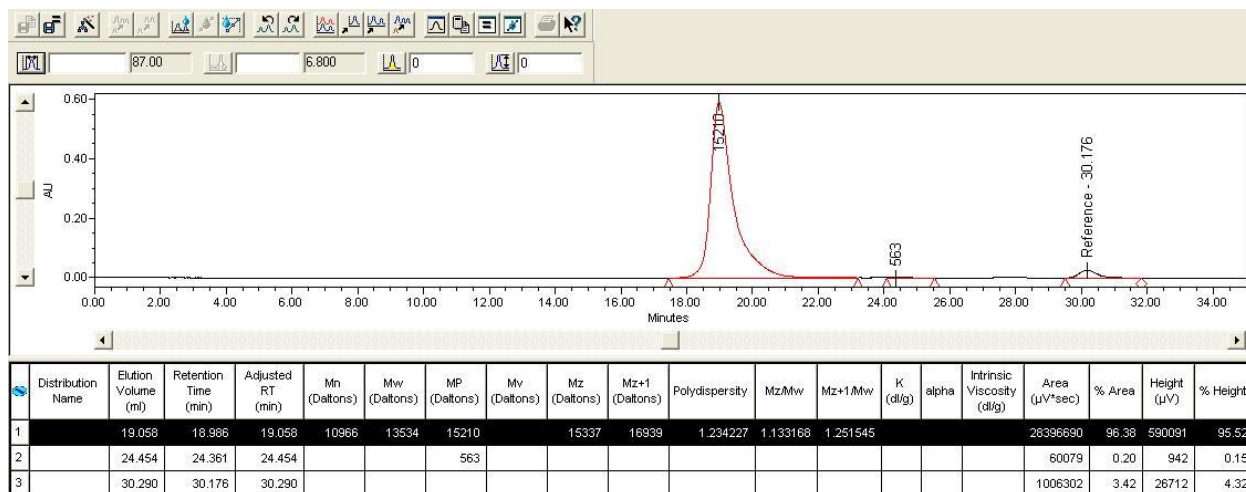 87.00 6.800 0 0
0.60
15210
0.40
AU
0.20
563
Reference - 30.176
0.00
0.00 2.00 4.00 6.00 8.00 10.00 12.00 14.00 16.00 18.00 20.00 22.00 24.00 26.00 28.00 30.00 32.00 34.00
Minutes
Distribution Name Elution Volume (ml) Retention Time (min) Adjusted RT (min) Mn (Daltons) Mw (Daltons) MP (Daltons) Mv (Daltons) Mz (Daltons) Mz+1 (Daltons) Polydispersity Mz/Mw Mz+1/Mw K (dl/g) alpha Intrinsic Viscosity (dl/g) Area (µV*sec) % Area Height (µV) % Height
1 19.058 18.986 19.058 10966 13534 15210 15337 16939 1.234227 1.133168 1.251545 28396690 96.38 590091 95.52
2 24.454 24.361 24.454 563 60079 0.20 942 0.15
3 30.290 30.176 30.290 1006302 3.42 26712 4.32